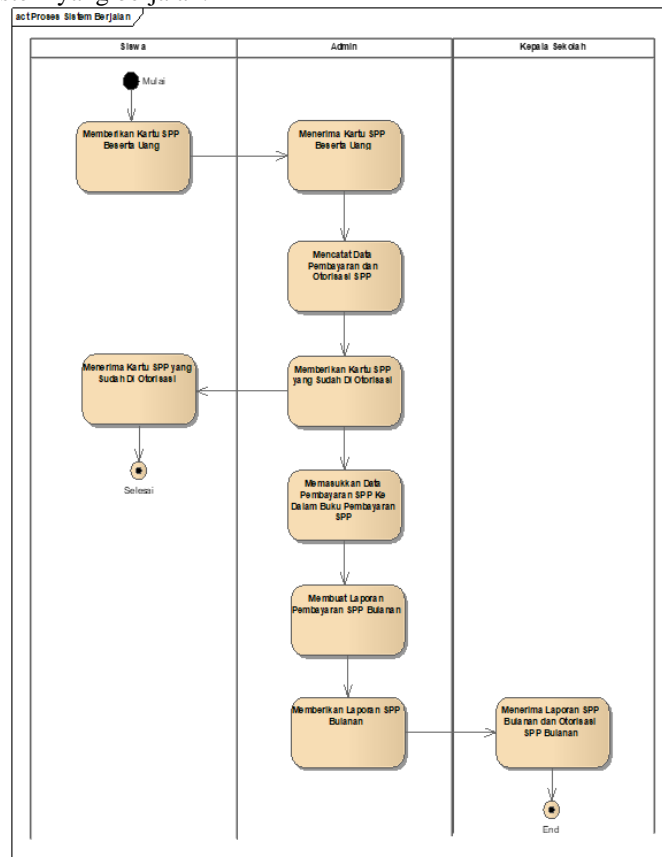 yang berjalan
act Proses Sistem Berjalan
Siswa
Admin
Kepala Sekolah
Mulai
Memberikan Kartu SPP
Beserta Uang
Menerima Kartu SPP
Beserta Uang
Mencatat Data
Pembayaran dan
Otorisasi SPP
Menerima Kartu SPP yang
Sudah Di Otorisasi
Memberikan Kartu SPP
yang Sudah Di Otorisasi
Selesai
Memasukkan Data
Pembayaran SPP Ke
Dalam Buku Pembayaran
SPP
Membuat Laporan
Pembayaran SPP Bulanan
Memberikan Laporan SPP
Bulanan
Menerima Laporan SPP
Bulanan dan Otorisasi
SPP Bulanan
End